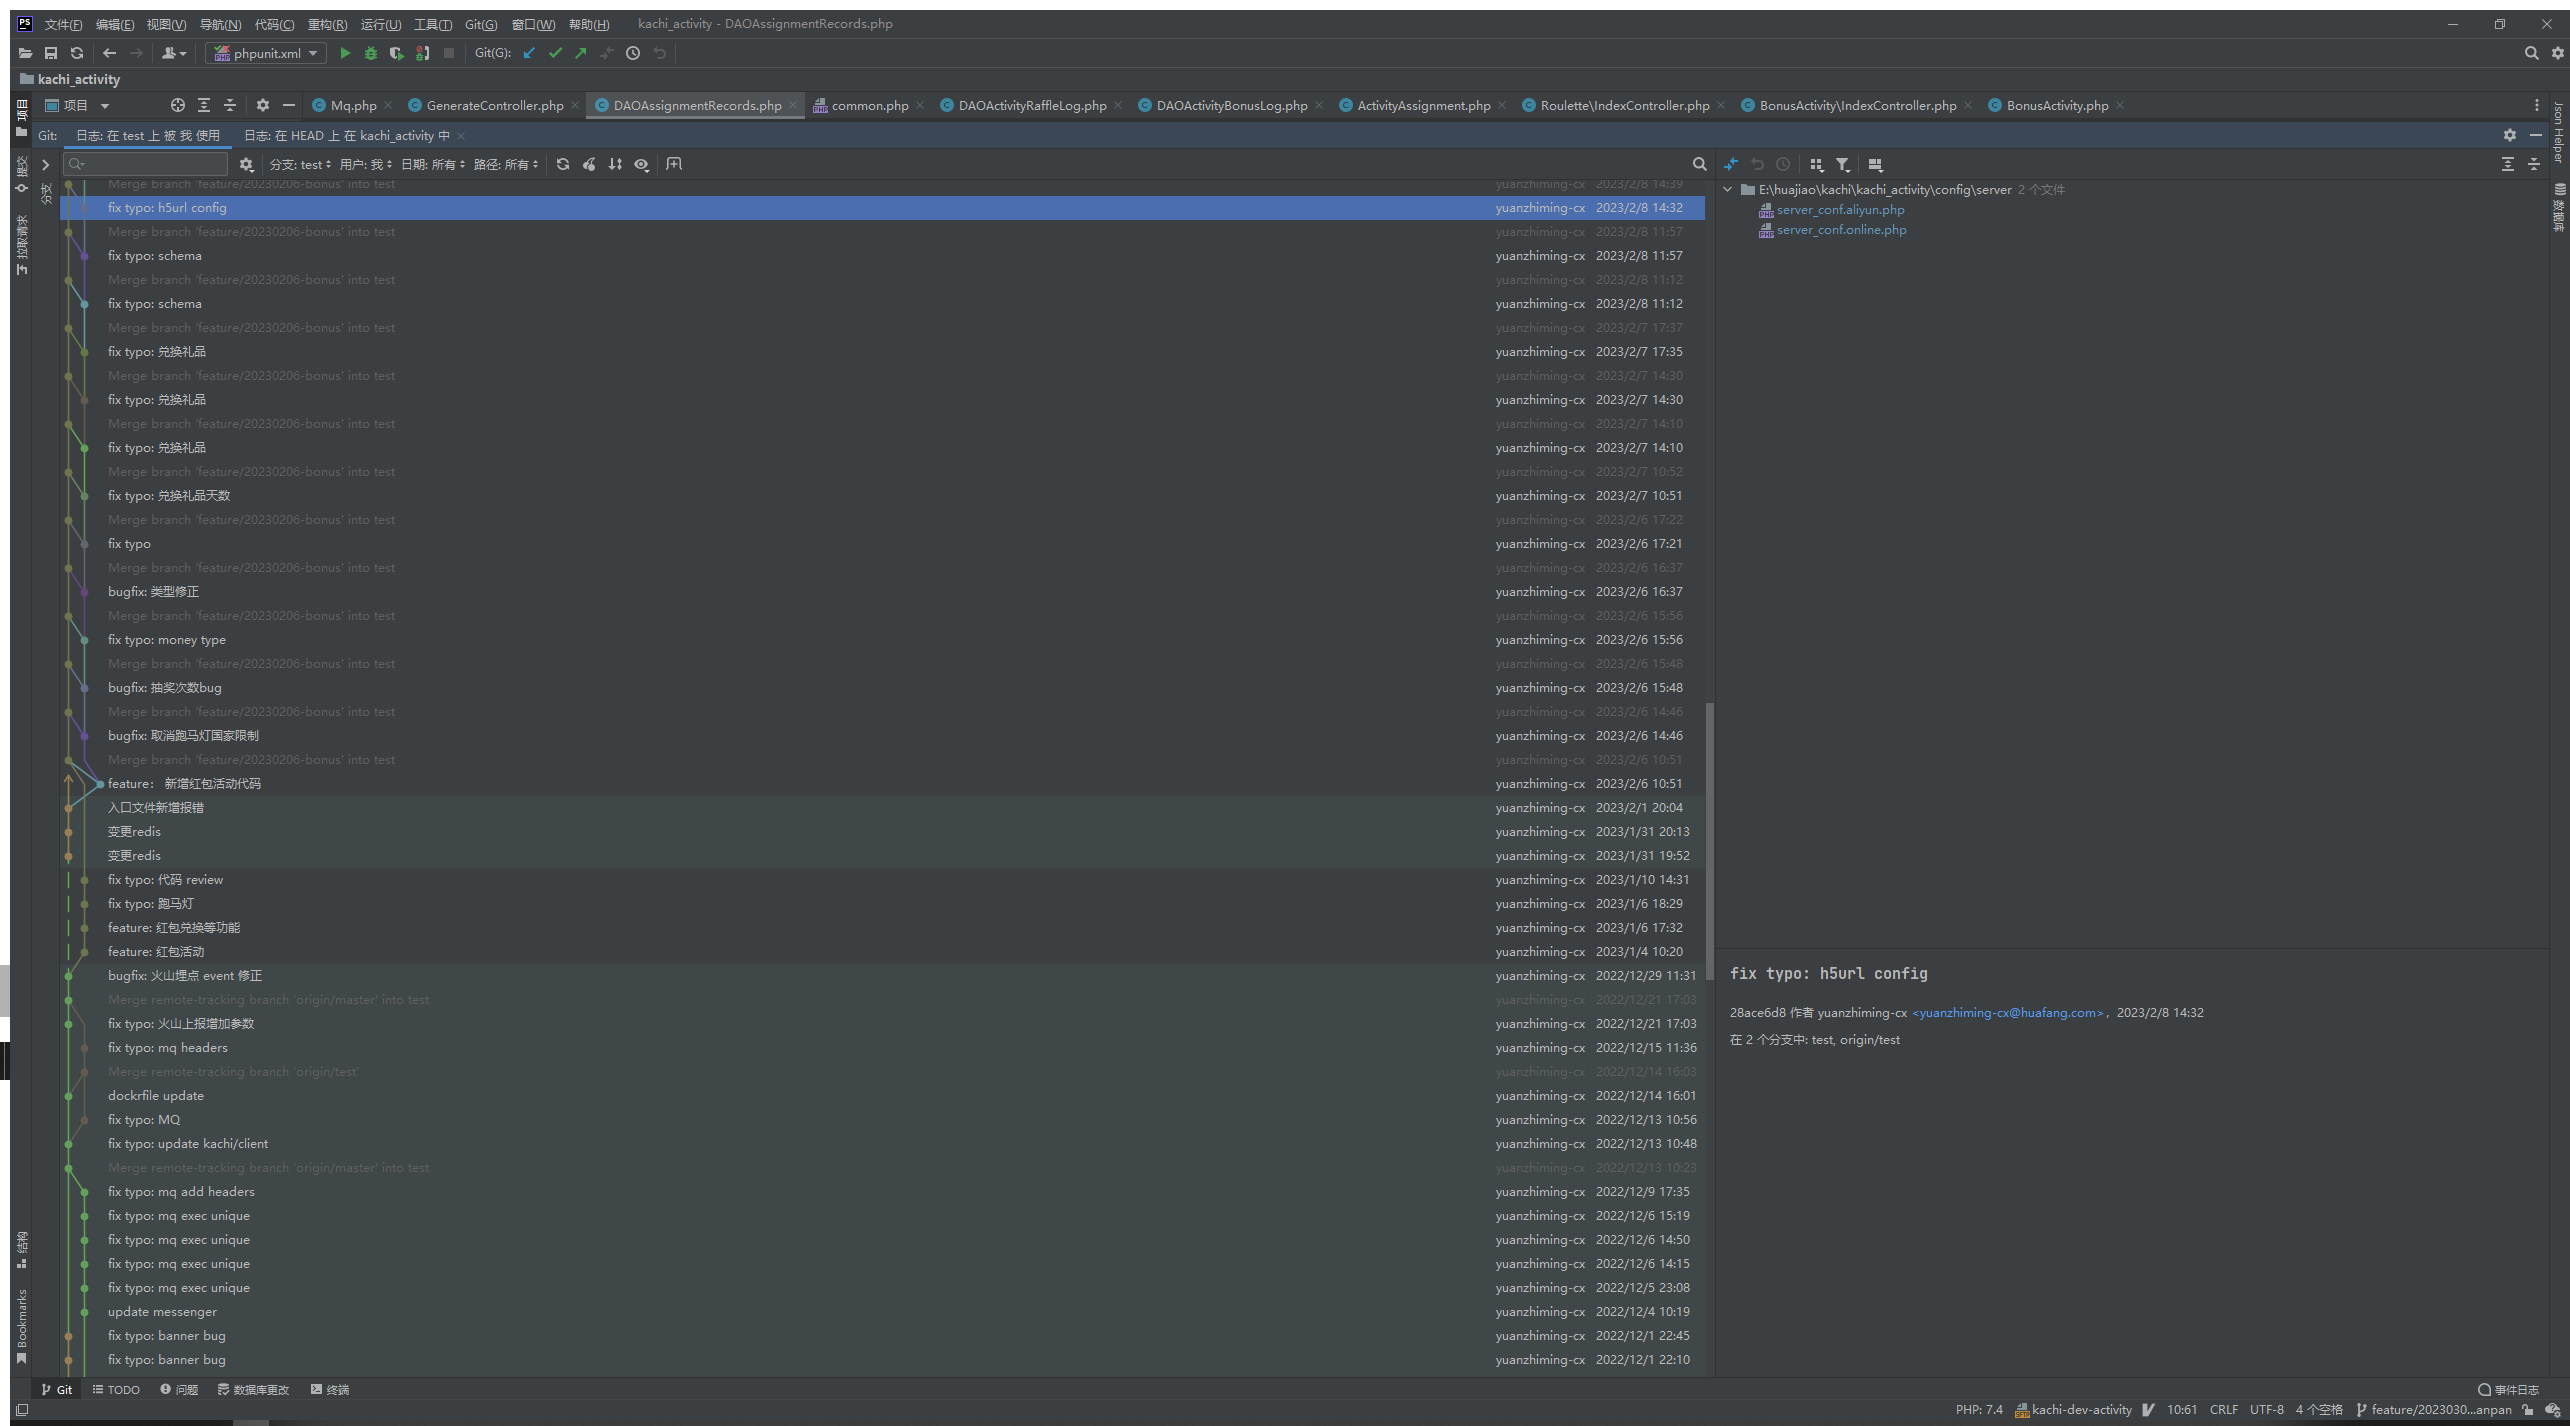 文件(F) 编辑(E) 视图(V) 导航(N) 代码(C) 重构(R) 运行(U) 工具(T) Git(G) 窗口(W) 帮助(H) kachi_activity - DAOAssignmentRecords.php
phpunit.xml Git(G):
kachi_activity
项目 Mq.php GenerateController.php DAOAssignmentRecords.php common.php DAOActivityRaffleLog.php DAOActivityBonusLog.php ActivityAssignment.php Roulette\IndexController.php BonusActivity\IndexController.php BonusActivity.php
Git: 日志: 在 test 上 被 我 使用 日志: 在 HEAD 上 在 kachi_activity 中
分支: test 用户: 我 日期: 所有 路径: 所有
Merge branch 'feature/20230206-bonus' into test yuanzhiming-cx 2023/2/8 14:39
fix typo: h5url config yuanzhiming-cx 2023/2/8 14:32
Merge branch 'feature/20230206-bonus' into test yuanzhiming-cx 2023/2/8 11:57
fix typo: schema yuanzhiming-cx 2023/2/8 11:57
Merge branch 'feature/20230206-bonus' into test yuanzhiming-cx 2023/2/8 11:12
fix typo: schema yuanzhiming-cx 2023/2/8 11:12
Merge branch 'feature/20230206-bonus' into test yuanzhiming-cx 2023/2/7 17:37
fix typo: 兑换礼品 yuanzhiming-cx 2023/2/7 17:35
Merge branch 'feature/20230206-bonus' into test yuanzhiming-cx 2023/2/7 14:30
fix typo: 兑换礼品 yuanzhiming-cx 2023/2/7 14:30
Merge branch 'feature/20230206-bonus' into test yuanzhiming-cx 2023/2/7 14:10
fix typo: 兑换礼品 yuanzhiming-cx 2023/2/7 14:10
Merge branch 'feature/20230206-bonus' into test yuanzhiming-cx 2023/2/7 10:52
fix typo: 兑换礼品天数 yuanzhiming-cx 2023/2/7 10:51
Merge branch 'feature/20230206-bonus' into test yuanzhiming-cx 2023/2/6 17:22
fix typo yuanzhiming-cx 2023/2/6 17:21
Merge branch 'feature/20230206-bonus' into test yuanzhiming-cx 2023/2/6 16:37
bugfix: 类型修正 yuanzhiming-cx 2023/2/6 16:37
Merge branch 'feature/20230206-bonus' into test yuanzhiming-cx 2023/2/6 15:56
fix typo: money type yuanzhiming-cx 2023/2/6 15:56
Merge branch 'feature/20230206-bonus' into test yuanzhiming-cx 2023/2/6 15:48
bugfix: 抽奖次数bug yuanzhiming-cx 2023/2/6 15:48
Merge branch 'feature/20230206-bonus' into test yuanzhiming-cx 2023/2/6 14:46
bugfix: 取消跑马灯国家限制 yuanzhiming-cx 2023/2/6 14:46
Merge branch 'feature/20230206-bonus' into test yuanzhiming-cx 2023/2/6 10:51
feature： 新增红包活动代码 yuanzhiming-cx 2023/2/6 10:51
入口文件新增报错 yuanzhiming-cx 2023/2/1 20:04
变更redis yuanzhiming-cx 2023/1/31 20:13
变更redis yuanzhiming-cx 2023/1/31 19:52
fix typo: 代码 review yuanzhiming-cx 2023/1/10 14:31
fix typo: 跑马灯 yuanzhiming-cx 2023/1/6 18:29
feature: 红包兑换等功能 yuanzhiming-cx 2023/1/6 17:32
feature: 红包活动 yuanzhiming-cx 2023/1/4 10:20
bugfix: 火山埋点 event 修正 yuanzhiming-cx 2022/12/29 11:31
Merge remote-tracking branch 'origin/master' into test yuanzhiming-cx 2022/12/21 17:03
fix typo: 火山上报增加参数 yuanzhiming-cx 2022/12/21 17:03
fix typo: mq headers yuanzhiming-cx 2022/12/15 11:36
Merge remote-tracking branch 'origin/test' yuanzhiming-cx 2022/12/14 16:03
dockrfile update yuanzhiming-cx 2022/12/14 16:01
fix typo: MQ yuanzhiming-cx 2022/12/13 10:56
fix typo: update kachi/client yuanzhiming-cx 2022/12/13 10:48
Merge remote-tracking branch 'origin/master' into test yuanzhiming-cx 2022/12/13 10:23
fix typo: mq add headers yuanzhiming-cx 2022/12/9 17:35
fix typo: mq exec unique yuanzhiming-cx 2022/12/6 15:19
fix typo: mq exec unique yuanzhiming-cx 2022/12/6 14:50
fix typo: mq exec unique yuanzhiming-cx 2022/12/6 14:15
fix typo: mq exec unique yuanzhiming-cx 2022/12/5 23:08
update messenger yuanzhiming-cx 2022/12/4 10:19
fix typo: banner bug yuanzhiming-cx 2022/12/1 22:45
fix typo: banner bug yuanzhiming-cx 2022/12/1 22:10
E:\huajiao\kachi\kachi_activity\config\server 2 个文件
server_conf.aliyun.php
server_conf.online.php
fix typo: h5url config
28ace6d8 作者 yuanzhiming-cx <yuanzhiming-cx@huafang.com>， 2023/2/8 14:32
在 2 个分支中: test, origin/test
项目
提交
拉取请求
分支
结构
Bookmarks
Json Helper
数据库
Git TODO 问题 数据库更改 终端 事件日志
PHP: 7.4 kachi-dev-activity 10:61 CRLF UTF-8 4 个空格 feature/2023030...anpan